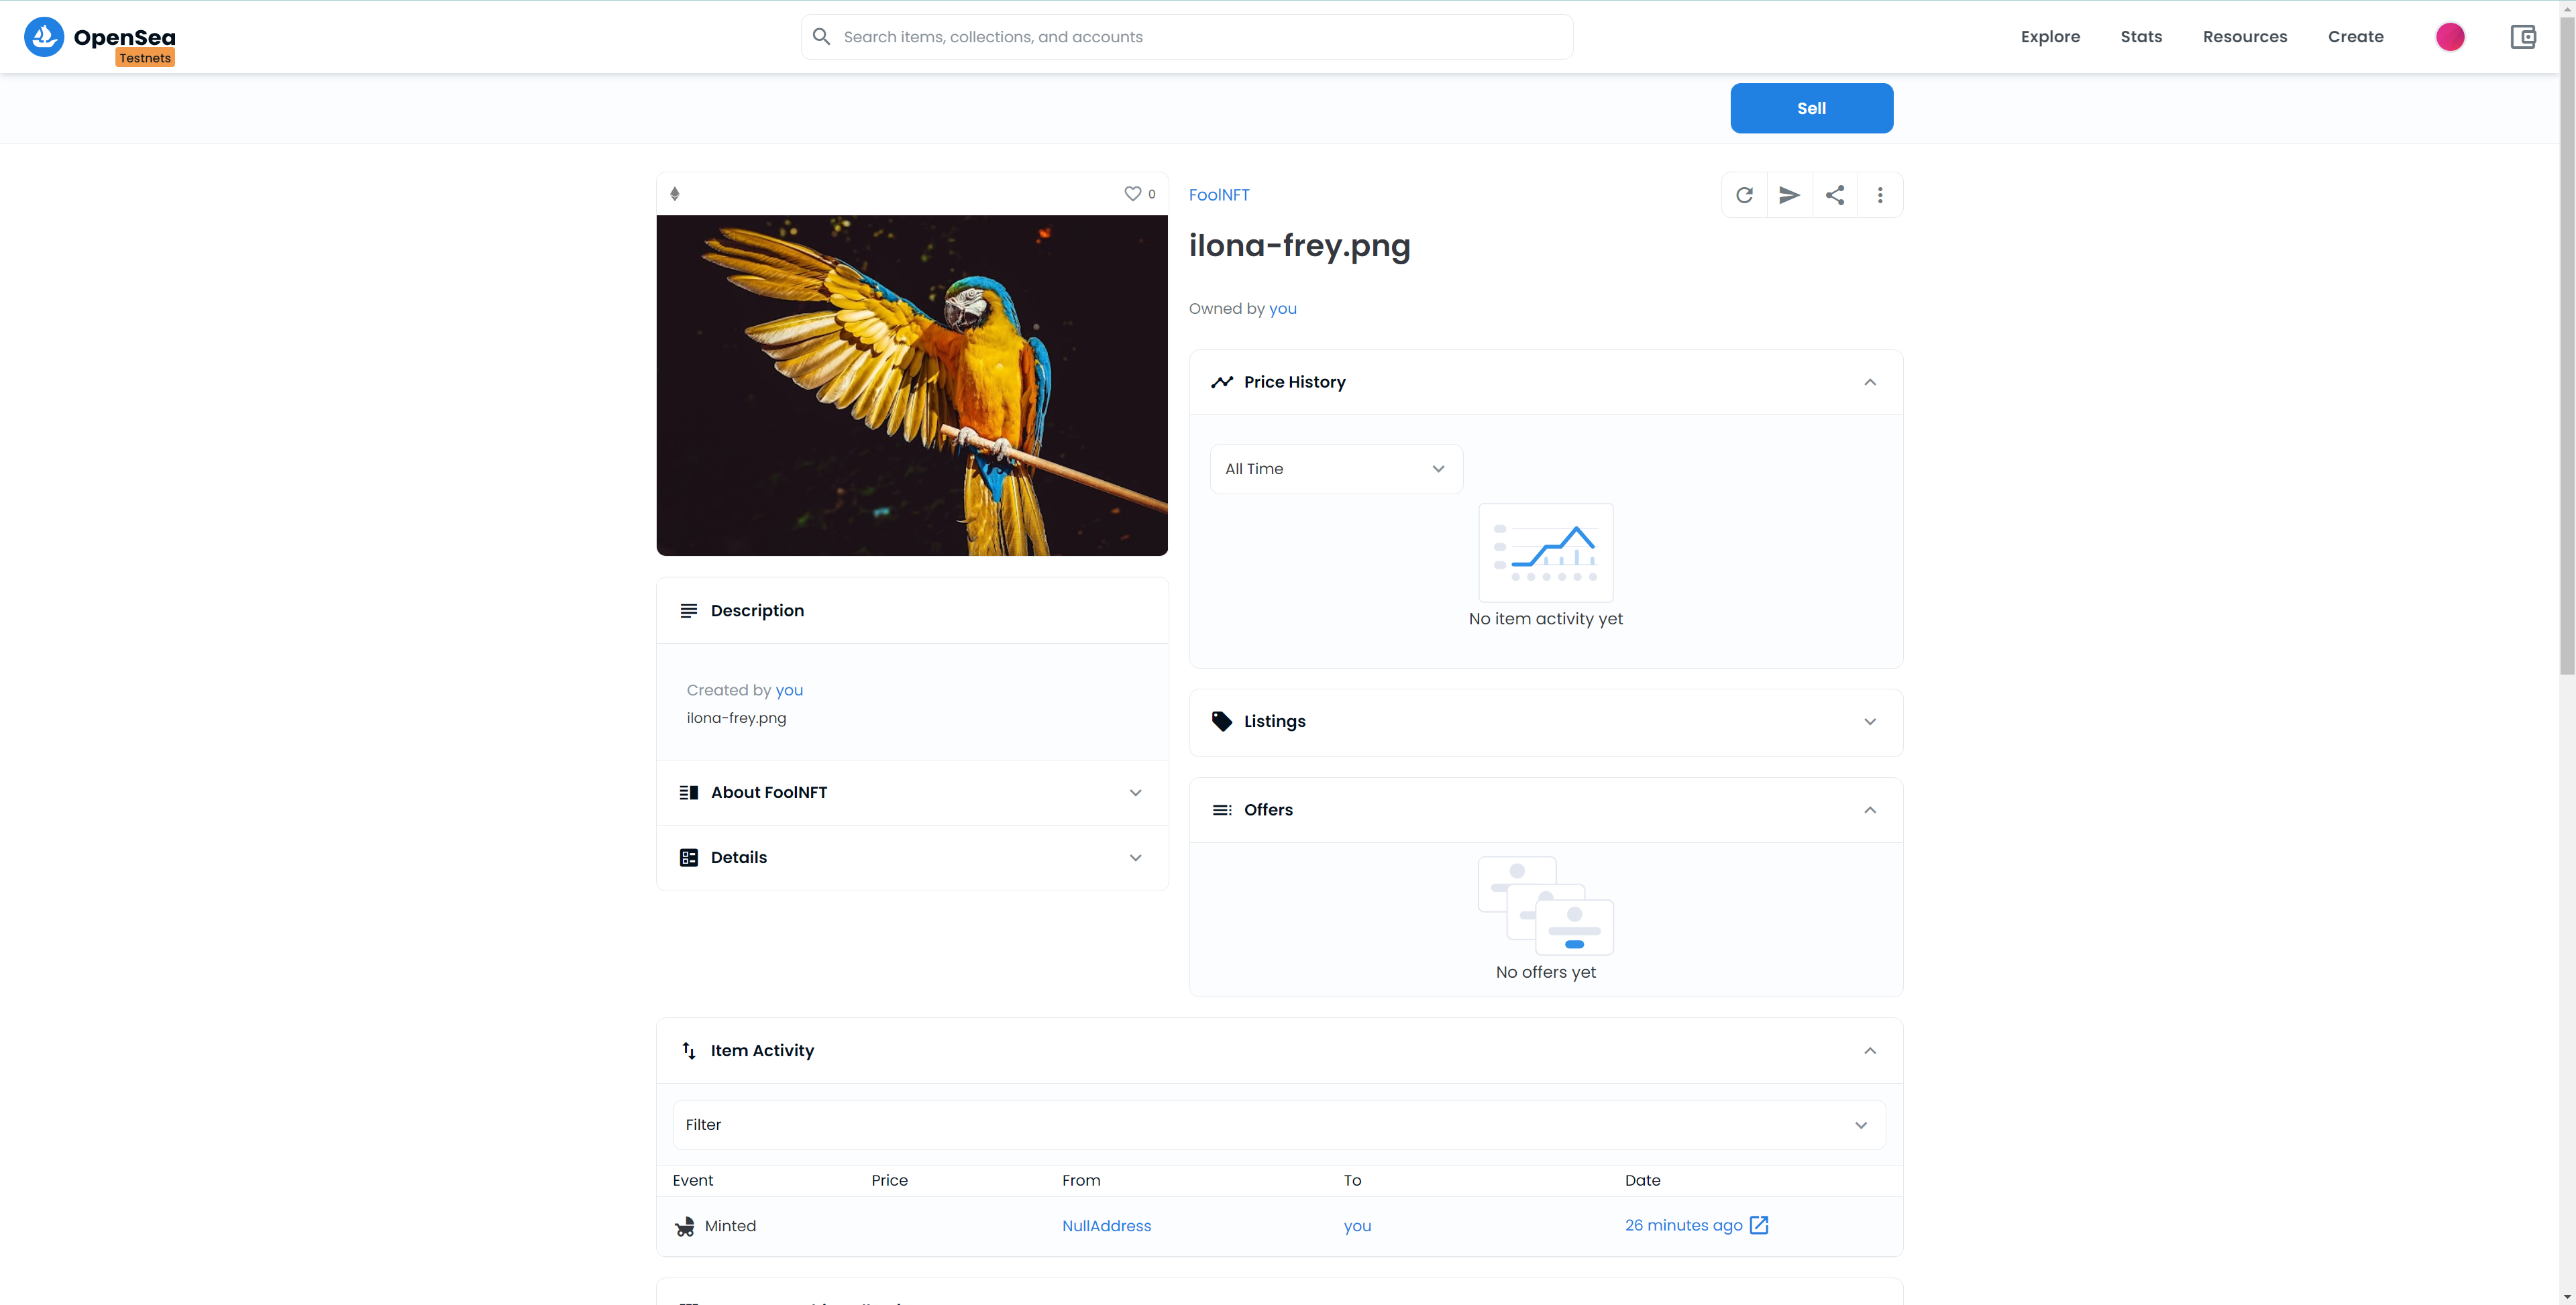 OpenSea
Testnets
Search items, collections, and accounts
Explore
Stats
Resources
Create
Sell
0
FoolNFT
ilona-frey.png
Owned by you
Price History
All Time
No item activity yet
Description
Created by you
ilona-frey.png
About FoolNFT
Details
Listings
Offers
No offers yet
Item Activity
Filter
Event Price From To Date
Minted NullAddress you 26 minutes ago